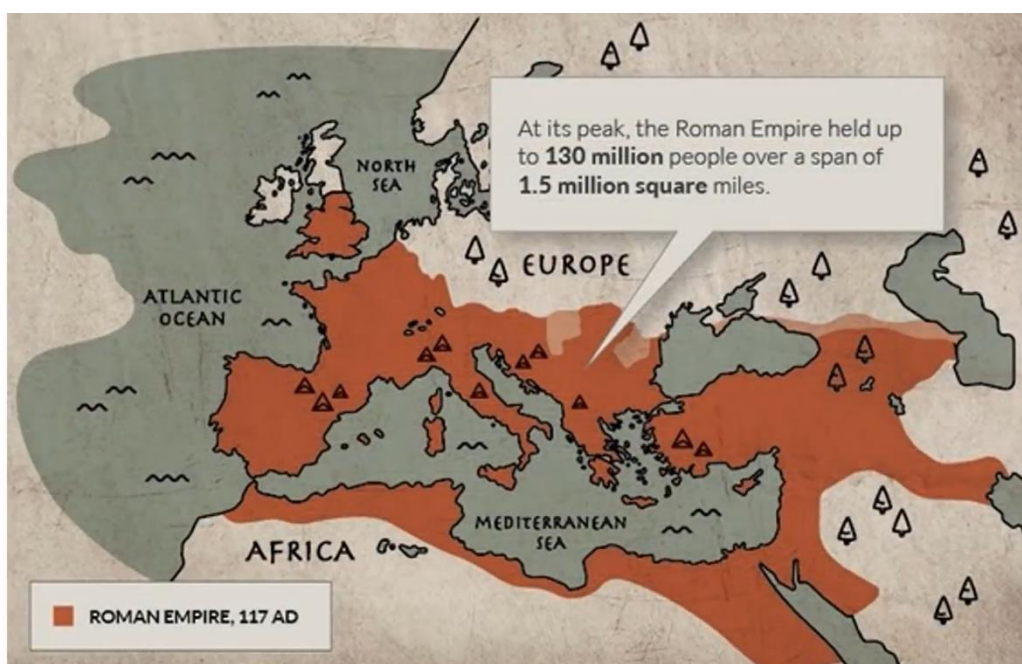 At its peak, the Roman Empire held up
to 130 million people over a span of
1.5 million square miles.
NORTH
SEA
EUROPE
ATLANTIC
OCEAN
MEDITERRANEAN
SEA
AFRICA
ROMAN EMPIRE, 117 AD